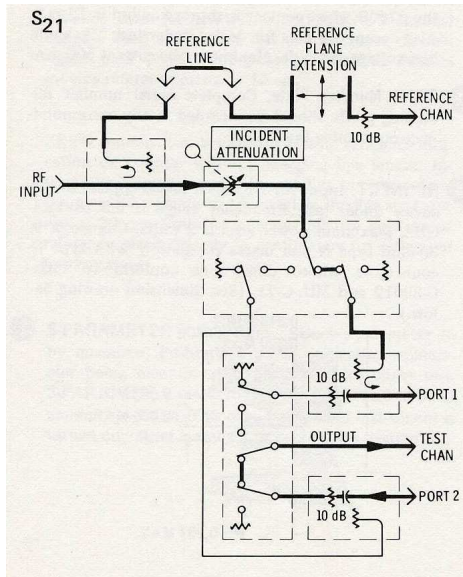 S21
REFERENCE
LINE
REFERENCE
PLANE
EXTENSION
REFERENCE
CHAN
10 dB
INCIDENT
ATTENUATION
RF
INPUT
10 dB
PORT 1
OUTPUT
TEST
CHAN
10 dB
PORT 2